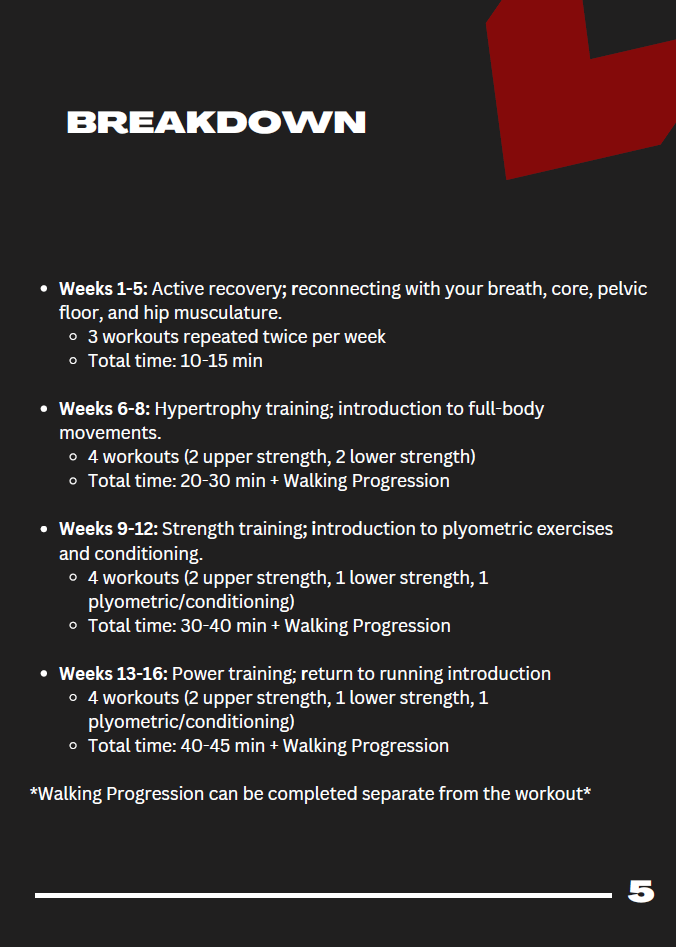 BREAKDOWN
• Weeks 1-5: Active recovery; reconnecting with your breath, core, pelvic
floor, and hip musculature.
◦ 3 workouts repeated twice per week
◦ Total time: 10-15 min
• Weeks 6-8: Hypertrophy training; introduction to full-body
movements.
◦ 4 workouts (2 upper strength, 2 lower strength)
◦ Total time: 20-30 min + Walking Progression
• Weeks 9-12: Strength training; introduction to plyometric exercises
and conditioning.
◦ 4 workouts (2 upper strength, 1 lower strength, 1
plyometric/conditioning)
◦ Total time: 30-40 min + Walking Progression
• Weeks 13-16: Power training; return to running introduction
◦ 4 workouts (2 upper strength, 1 lower strength, 1
plyometric/conditioning)
◦ Total time: 40-45 min + Walking Progression
*Walking Progression can be completed separate from the workout*
5